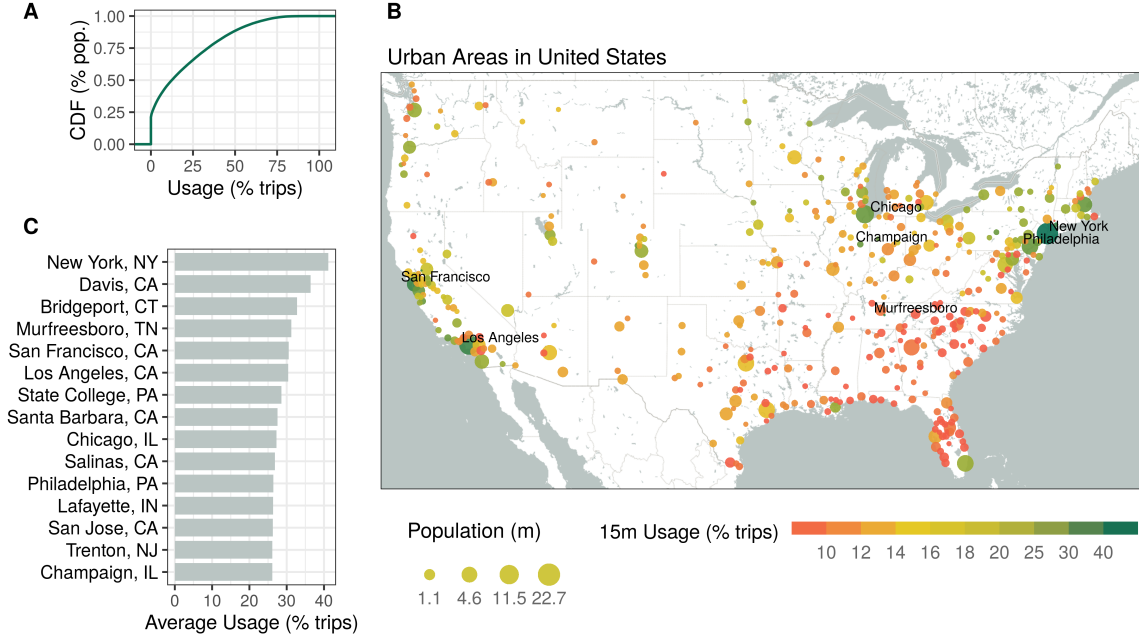 A
CDF (% pop.)
1.00
0.75
0.50
0.25
0.00
0 25 50 75 100
Usage (% trips)
B
Urban Areas in United States
Chicago
New York
Champaign
Philadelphia
San Francisco
Murfreesboro
Los Angeles
Population (m)
1.1 4.6 11.5 22.7
15m Usage (% trips)
10 12 14 16 18 20 25 30 40
C
New York, NY
Davis, CA
Bridgeport, CT
Murfreesboro, TN
San Francisco, CA
Los Angeles, CA
State College, PA
Santa Barbara, CA
Chicago, IL
Salinas, CA
Philadelphia, PA
Lafayette, IN
San Jose, CA
Trenton, NJ
Champaign, IL
0 10 20 30 40
Average Usage (% trips)